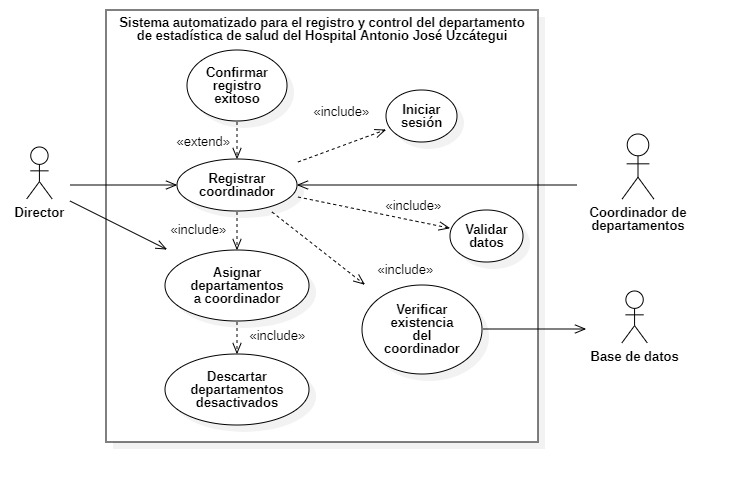 Sistema automatizado para el registro y control del departamento
de estadística de salud del Hospital Antonio José Uzcátegui
Confirmar
registro
exitoso
«include»
Iniciar
sesión
«extend»
Registrar
coordinador
Director
Coordinador de
departamentos
«include»
Validar
datos
«include»
Asignar
departamentos
a coordinador
«include»
Verificar
existencia
del
coordinador
Base de datos
«include»
Descartar
departamentos
desactivados